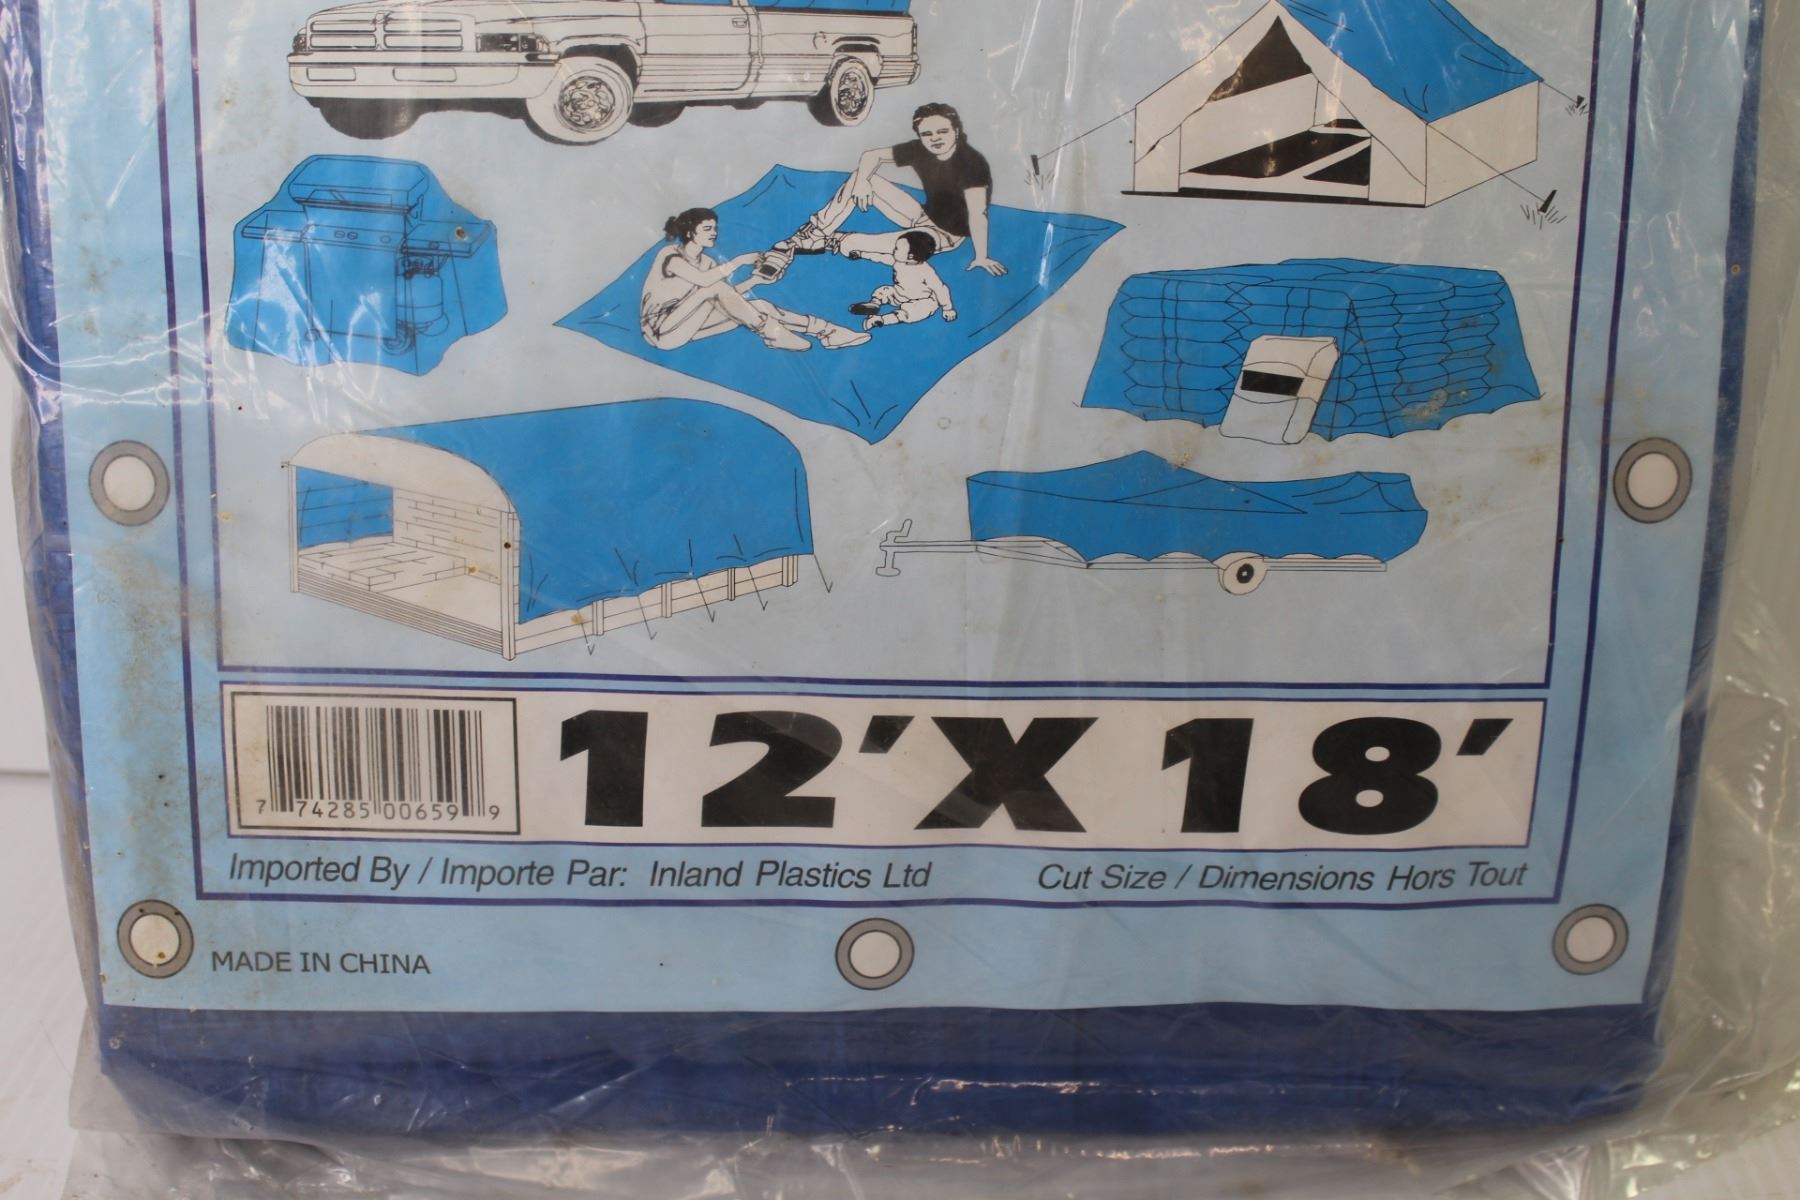 12'X 18'
7 74285 00659 9
Imported By / Importe Par: Inland Plastics Ltd
Cut Size / Dimensions Hors Tout
MADE IN CHINA